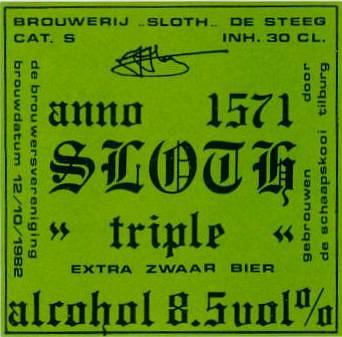 BROUWERIJ „SLOTH„ DE STEEG
CAT. S INH. 30 CL.
anno 1571
SLOTH
„ triple “
EXTRA ZWAAR BIER
alcohol 8.5vol%
de brouwersvereniging
brouwdatum 12/10/1982
gebrouwen door
de schaapskooi tilburg